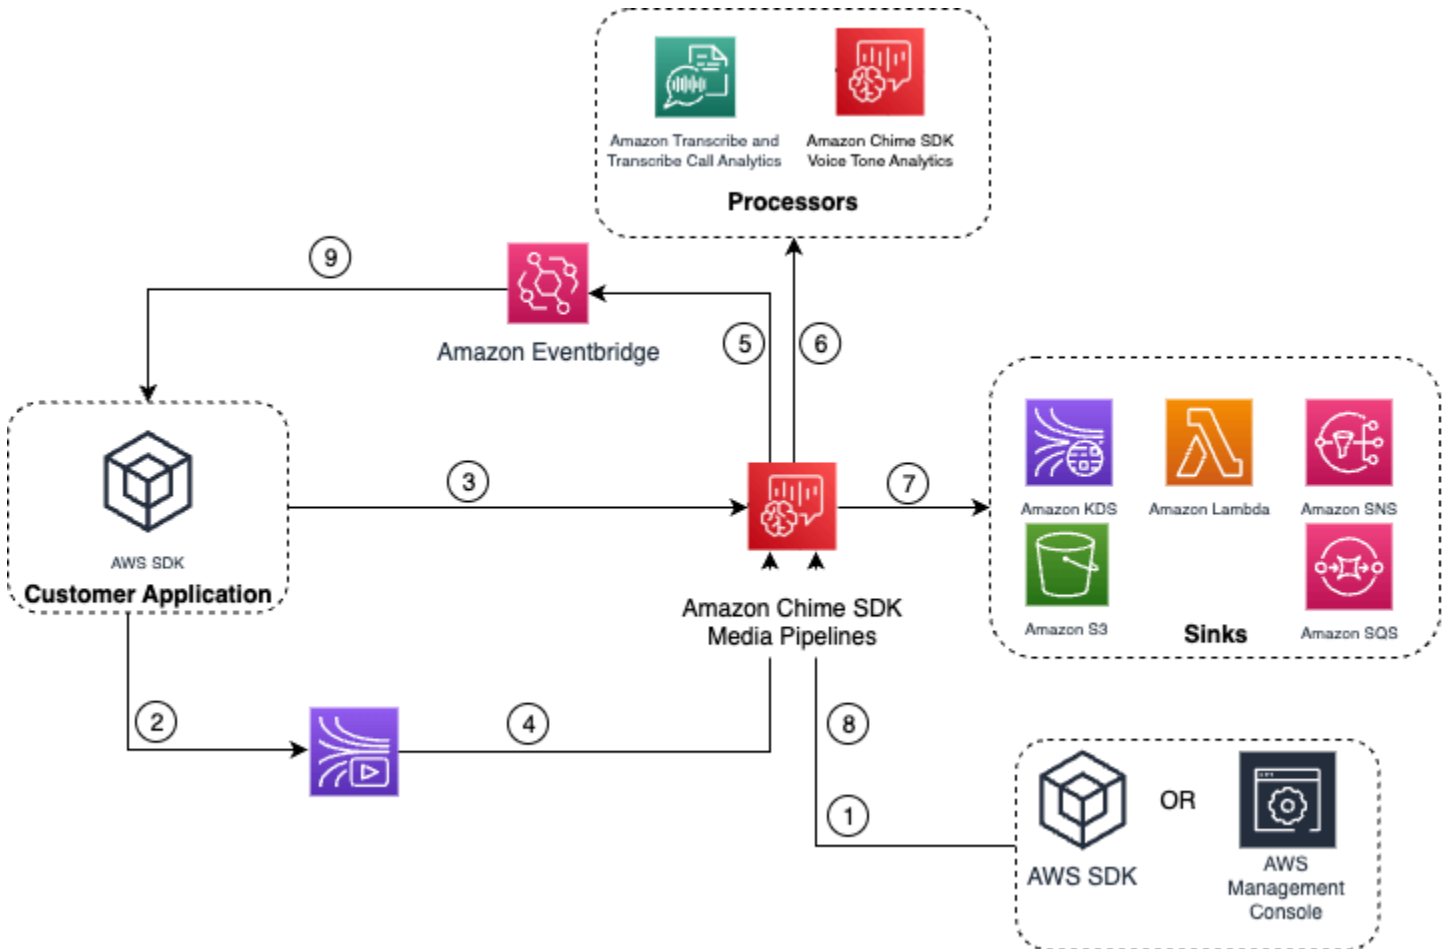 Amazon Transcribe and
Transcribe Call Analytics
Amazon Chime SDK
Voice Tone Analytics
Processors
9
Amazon Eventbridge
5
6
3
7
AWS SDK
Customer Application
Amazon Chime SDK
Media Pipelines
Amazon KDS
Amazon Lambda
Amazon SNS
Amazon S3
Sinks
Amazon SQS
2
4
8
1
AWS SDK
OR
AWS
Management
Console